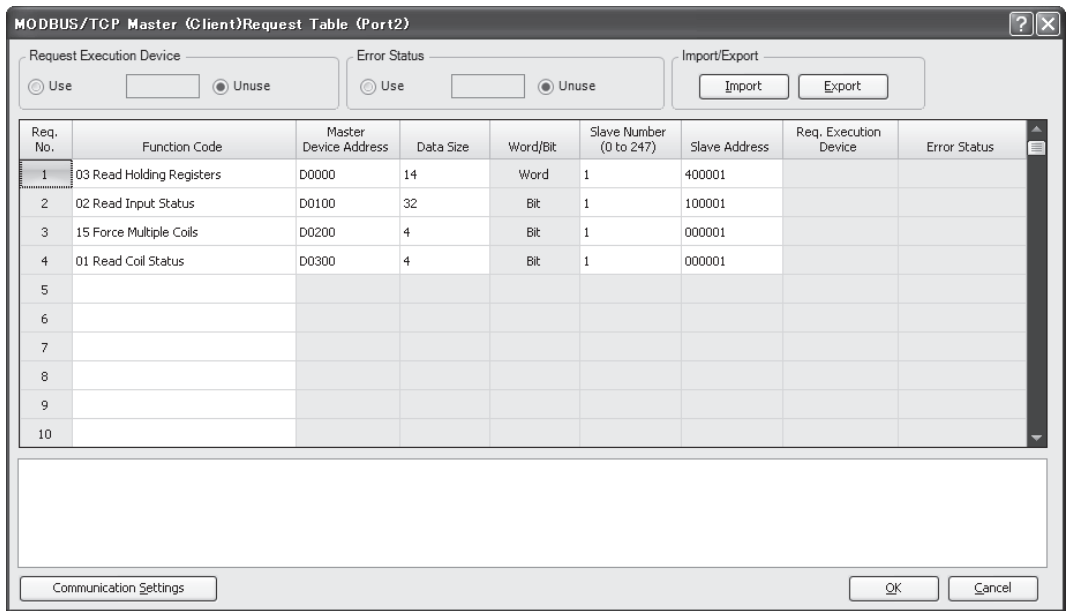 MODBUS/TCP Master (Client)Request Table (Port2)
Request Execution Device
Error Status
Import/Export
Use
Unuse
Use
Unuse
Import
Export
Req. No. Function Code Master Device Address Data Size Word/Bit Slave Number (0 to 247) Slave Address Req. Execution Device Error Status
1 03 Read Holding Registers D0000 14 Word 1 400001
2 02 Read Input Status D0100 32 Bit 1 100001
3 15 Force Multiple Coils D0200 4 Bit 1 000001
4 01 Read Coil Status D0300 4 Bit 1 000001
5
6
7
8
9
10
Communication Settings
OK
Cancel